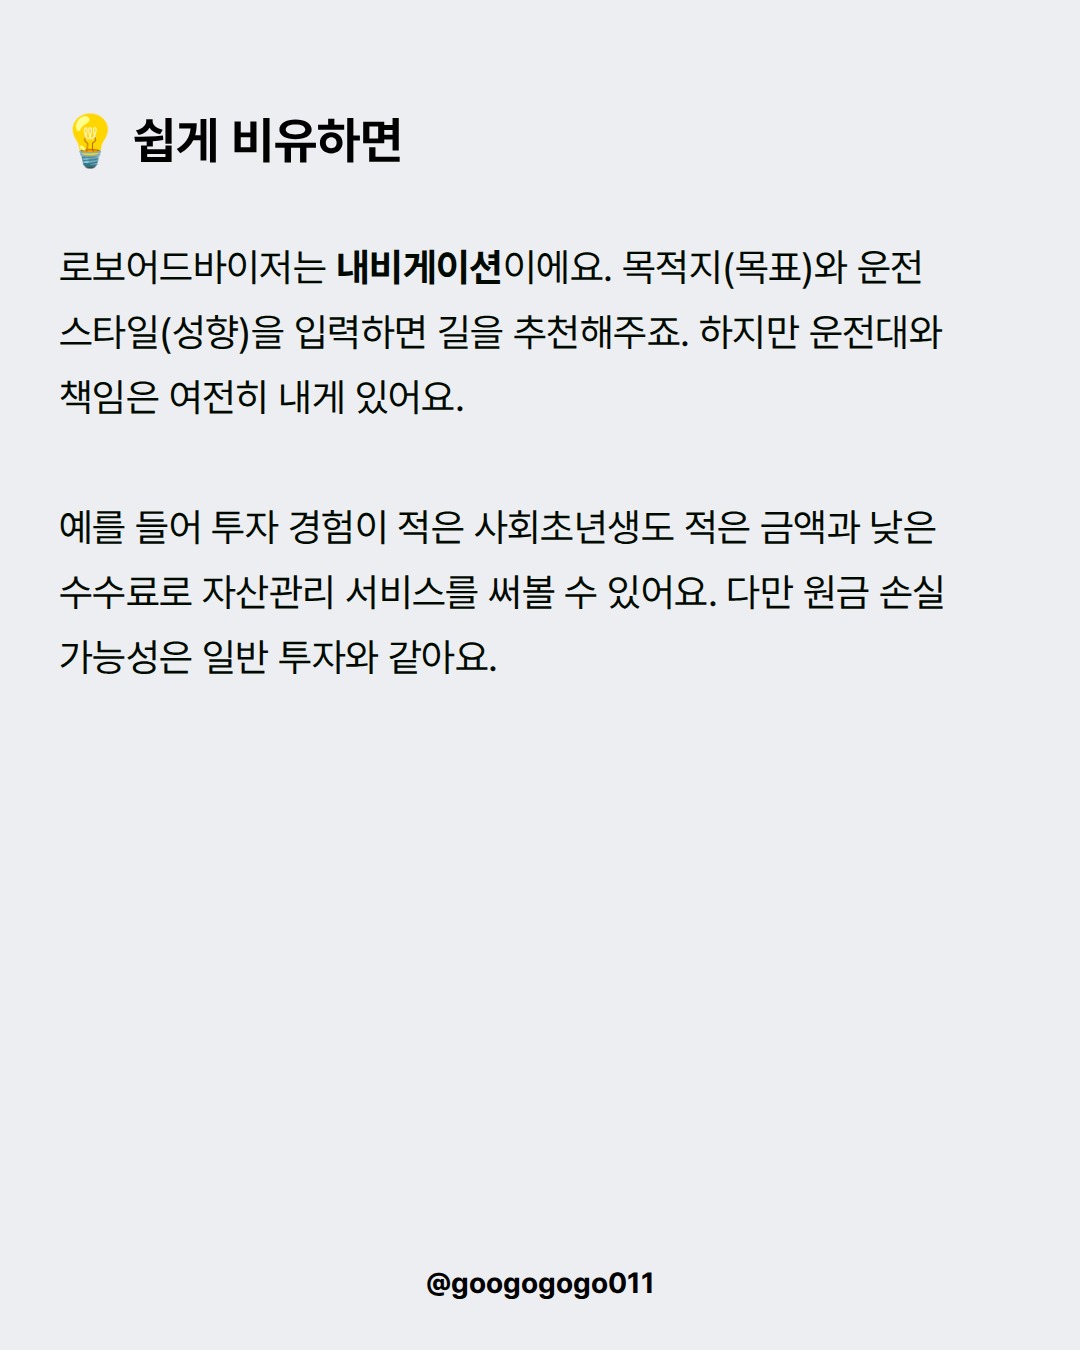 💡 쉽게 비유하면
로보어드바이저는 내비게이션이에요. 목적지(목표)와 운전
스타일(성향)을 입력하면 길을 추천해주죠. 하지만 운전대와
책임은 여전히 내게 있어요.
예를 들어 투자 경험이 적은 사회초년생도 적은 금액과 낮은
수수료로 자산관리 서비스를 써볼 수 있어요. 다만 원금 손실
가능성은 일반 투자와 같아요.
@googogogo011